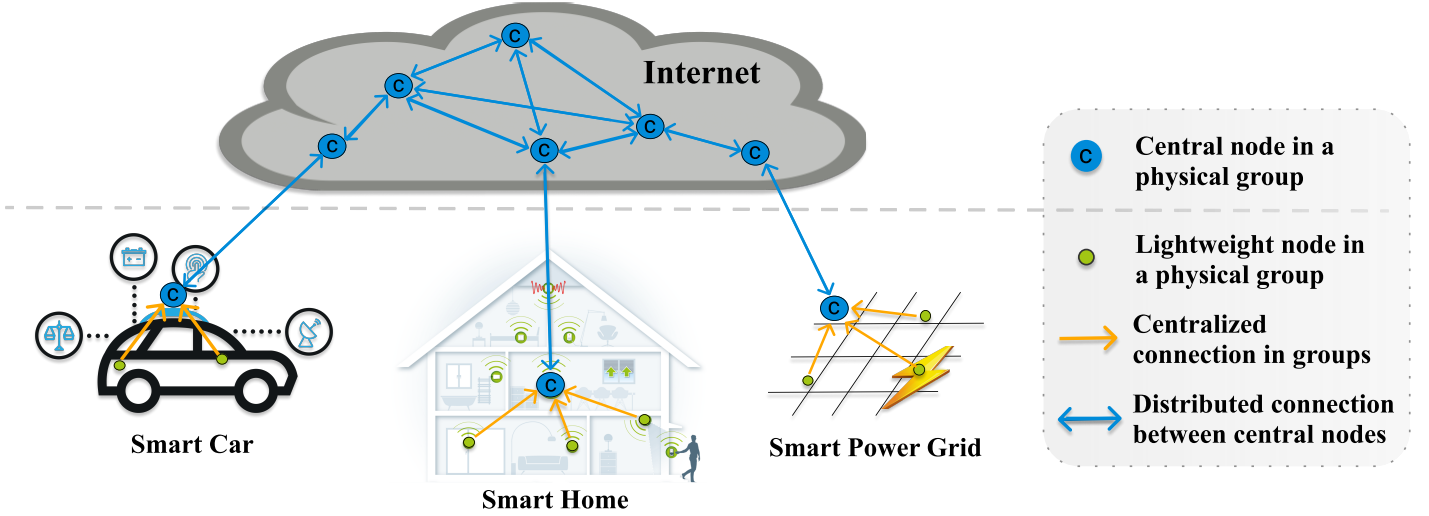 C
Internet
C
C
C
C
C
C
Central node in a
physical group
Lightweight node in
a physical group
Centralized
connection in groups
Distributed connection
between central nodes
C
C
C
Smart Car
Smart Home
Smart Power Grid